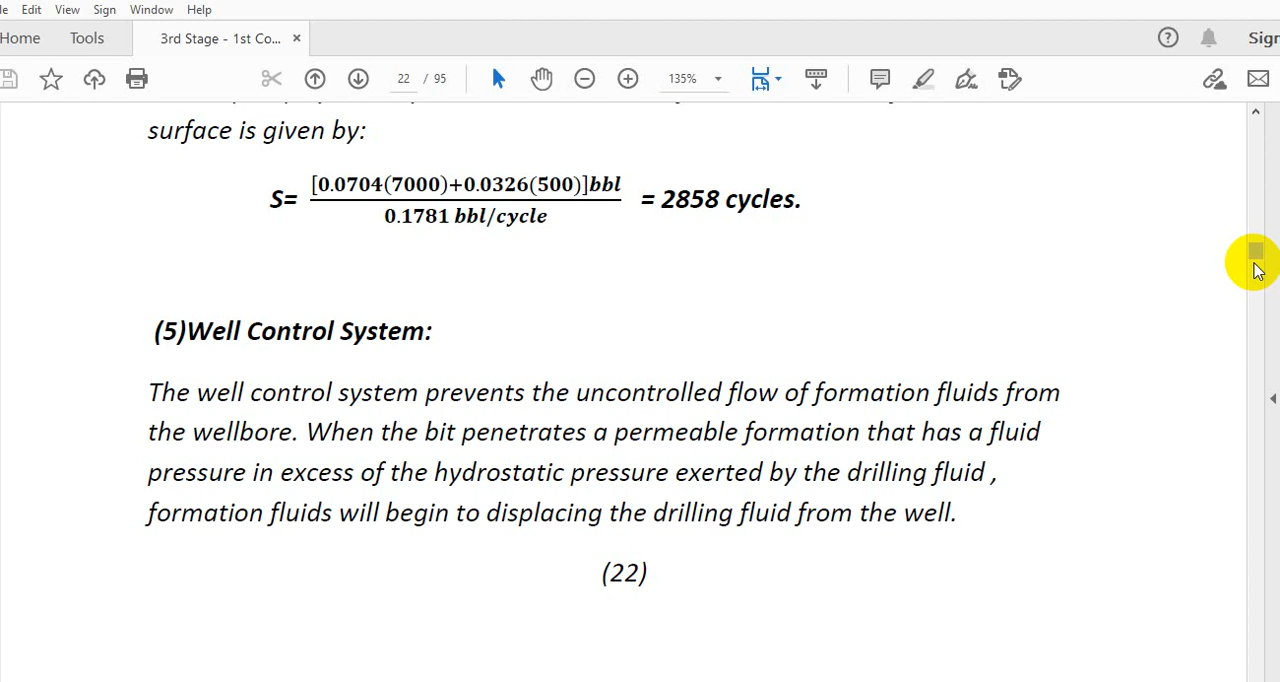 le Edit View Sign Window Help
Home Tools 3rd Stage - 1st Co... ×
? Sign
22 / 95 135%
surface is given by:
S= [0.0704(7000)+0.0326(500)]bbl / 0.1781 bbl/cycle = 2858 cycles.
(5)Well Control System:
The well control system prevents the uncontrolled flow of formation fluids from
the wellbore. When the bit penetrates a permeable formation that has a fluid
pressure in excess of the hydrostatic pressure exerted by the drilling fluid ,
formation fluids will begin to displacing the drilling fluid from the well.
(22)